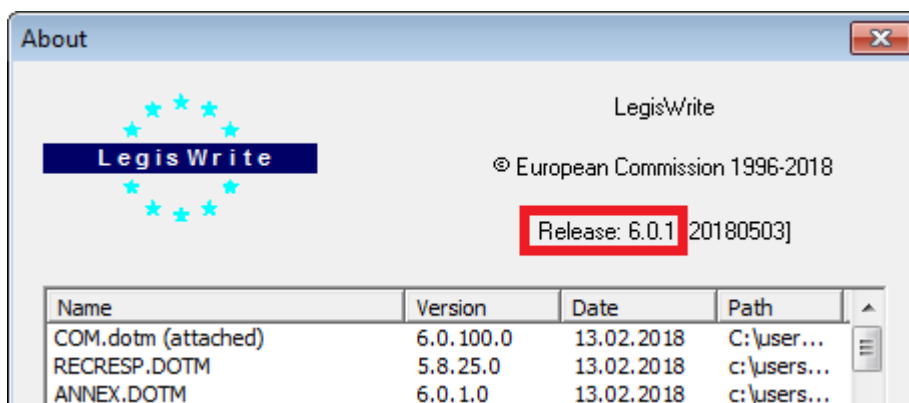 About
LegisWrite
LegisWrite
© European Commission 1996-2018
Release: 6.0.1 20180503]
Name Version Date Path
COM.dotm (attached) 6.0.100.0 13.02.2018 C:\user...
RECRESP.DOTM 5.8.25.0 13.02.2018 c:\users...
ANNEX.DOTM 6.0.1.0 13.02.2018 c:\users...